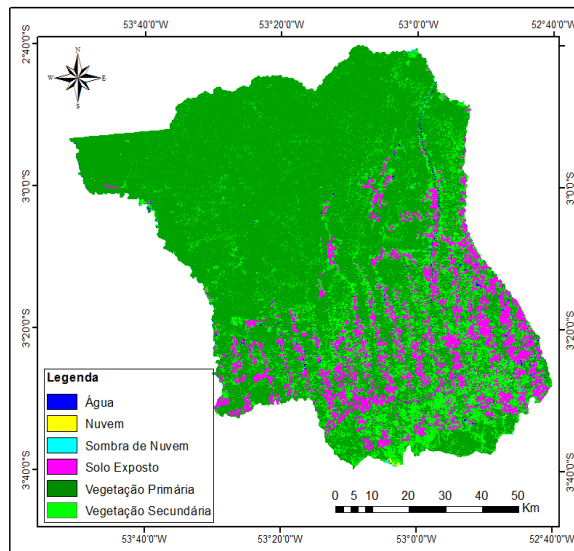 53°40'0"W 53°20'0"W 53°0'0"W 52°40'0"W
2°40'0"S
2°40'0"S
N
W E
S
3°0'0"S
3°0'0"S
3°20'0"S
3°20'0"S
Legenda
Água
Nuvem
Sombra de Nuvem
Solo Exposto
Vegetação Primária
Vegetação Secundária
3°40'0"S
3°40'0"S
0 5 10 20 30 40 50
Km
53°40'0"W 53°20'0"W 53°0'0"W 52°40'0"W